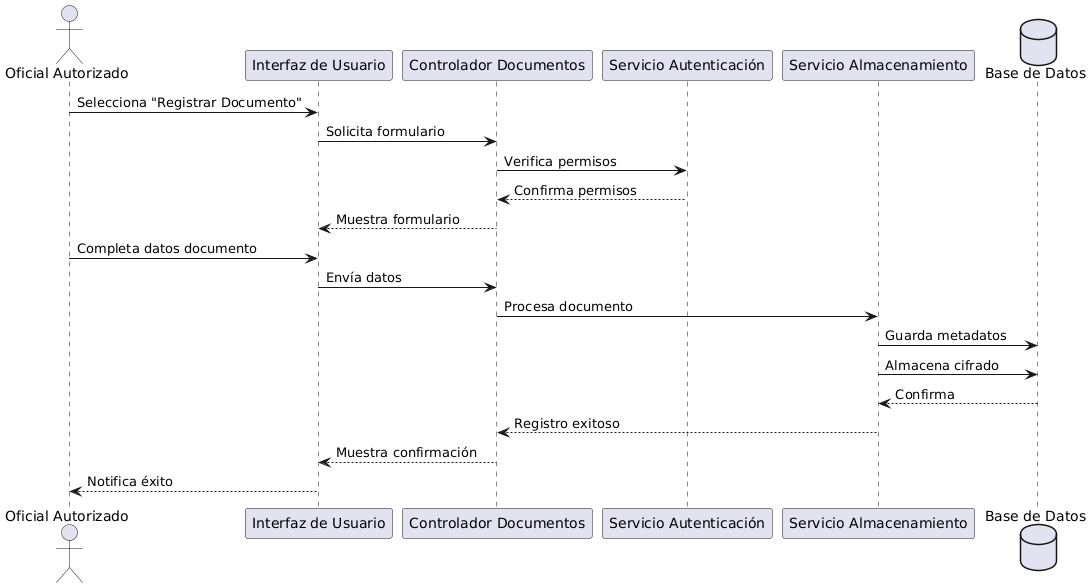 Oficial Autorizado
Interfaz de Usuario
Controlador Documentos
Servicio Autenticación
Servicio Almacenamiento
Base de Datos
Selecciona "Registrar Documento"
Solicita formulario
Verifica permisos
Confirma permisos
Muestra formulario
Completa datos documento
Envía datos
Procesa documento
Guarda metadatos
Almacena cifrado
Confirma
Registro exitoso
Muestra confirmación
Notifica éxito
Oficial Autorizado
Interfaz de Usuario
Controlador Documentos
Servicio Autenticación
Servicio Almacenamiento
Base de Datos